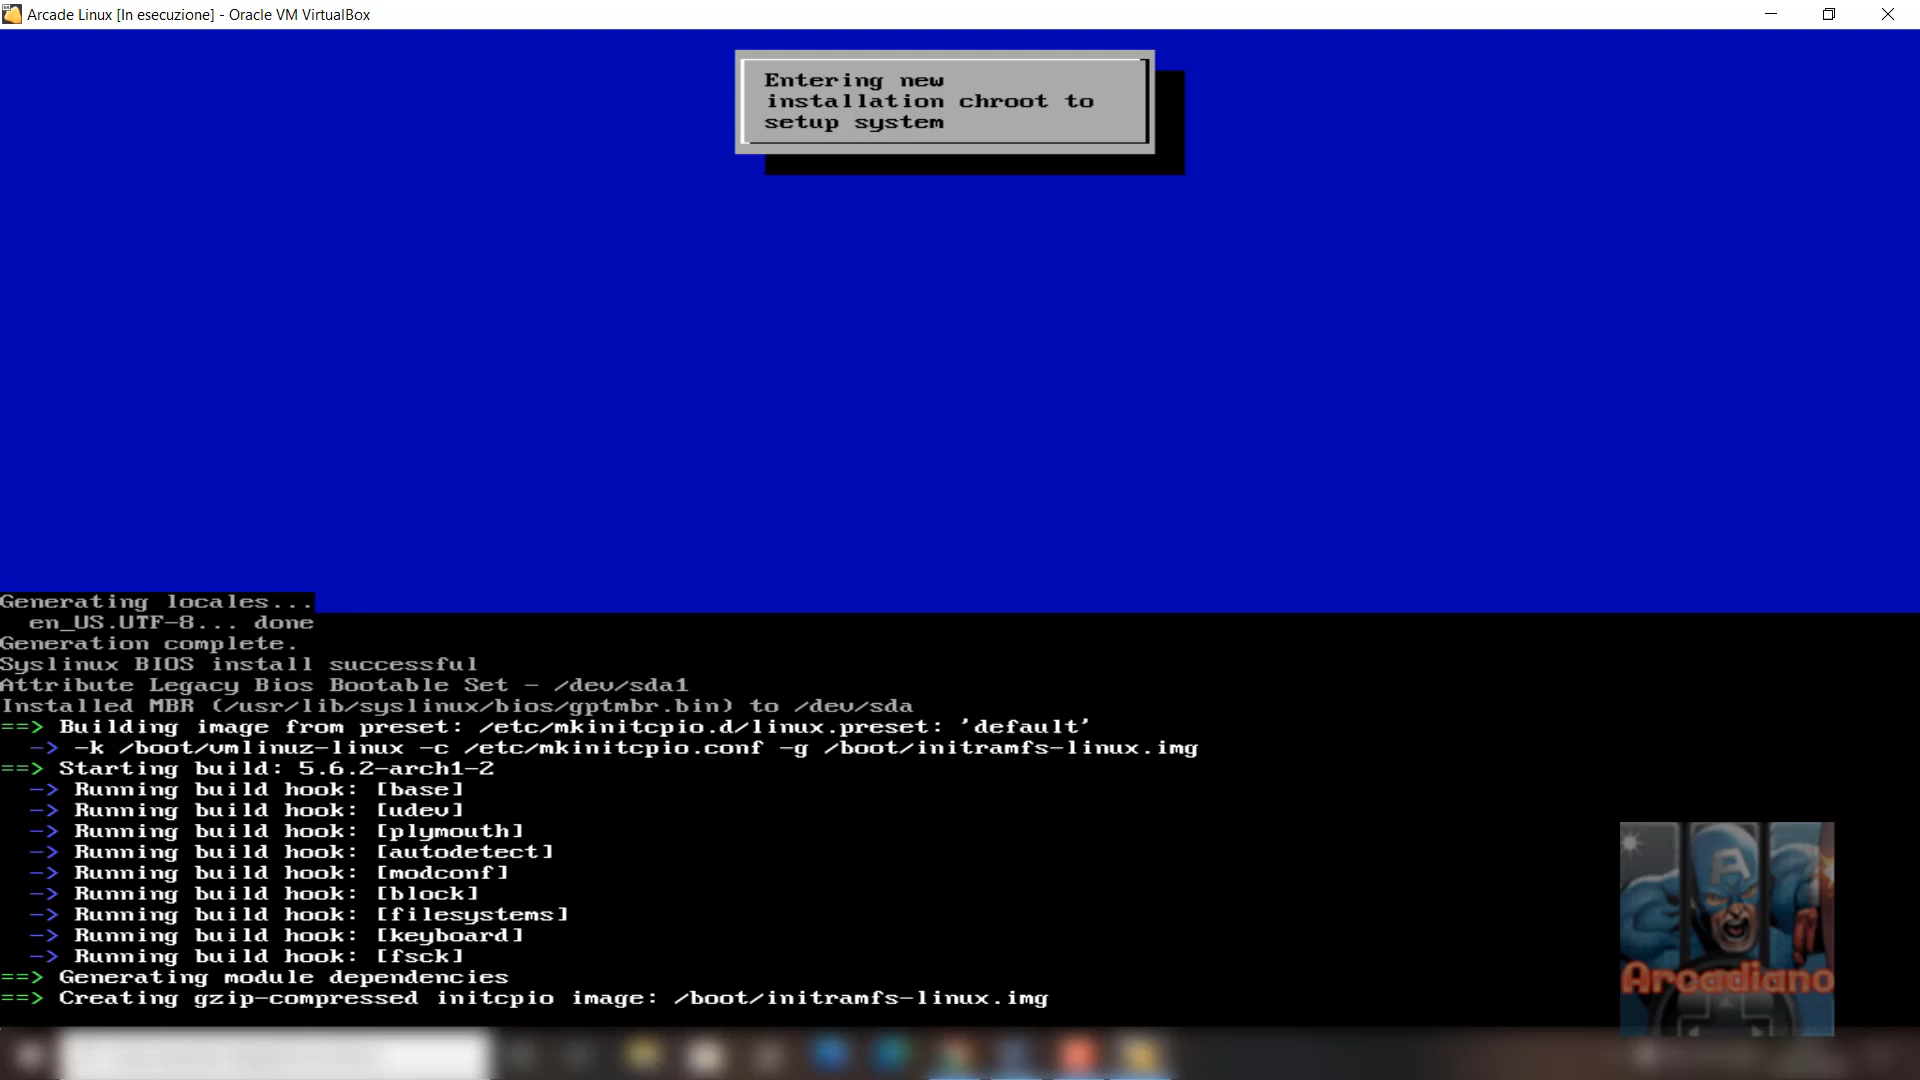 Arcade Linux [In esecuzione] - Oracle VM VirtualBox
Entering new
installation chroot to
setup system
Generating locales...
  en_US.UTF-8... done
Generation complete.
Syslinux BIOS install successful
Attribute Legacy Bios Bootable Set - /dev/sda1
Installed MBR (/usr/lib/syslinux/bios/gptmbr.bin) to /dev/sda
==> Building image from preset: /etc/mkinitcpio.d/linux.preset: 'default'
  -> -k /boot/vmlinuz-linux -c /etc/mkinitcpio.conf -g /boot/initramfs-linux.img
==> Starting build: 5.6.2-arch1-2
  -> Running build hook: [base]
  -> Running build hook: [udev]
  -> Running build hook: [plymouth]
  -> Running build hook: [autodetect]
  -> Running build hook: [modconf]
  -> Running build hook: [block]
  -> Running build hook: [filesystems]
  -> Running build hook: [keyboard]
  -> Running build hook: [fsck]
==> Generating module dependencies
==> Creating gzip-compressed initcpio image: /boot/initramfs-linux.img
A
Arcadiano